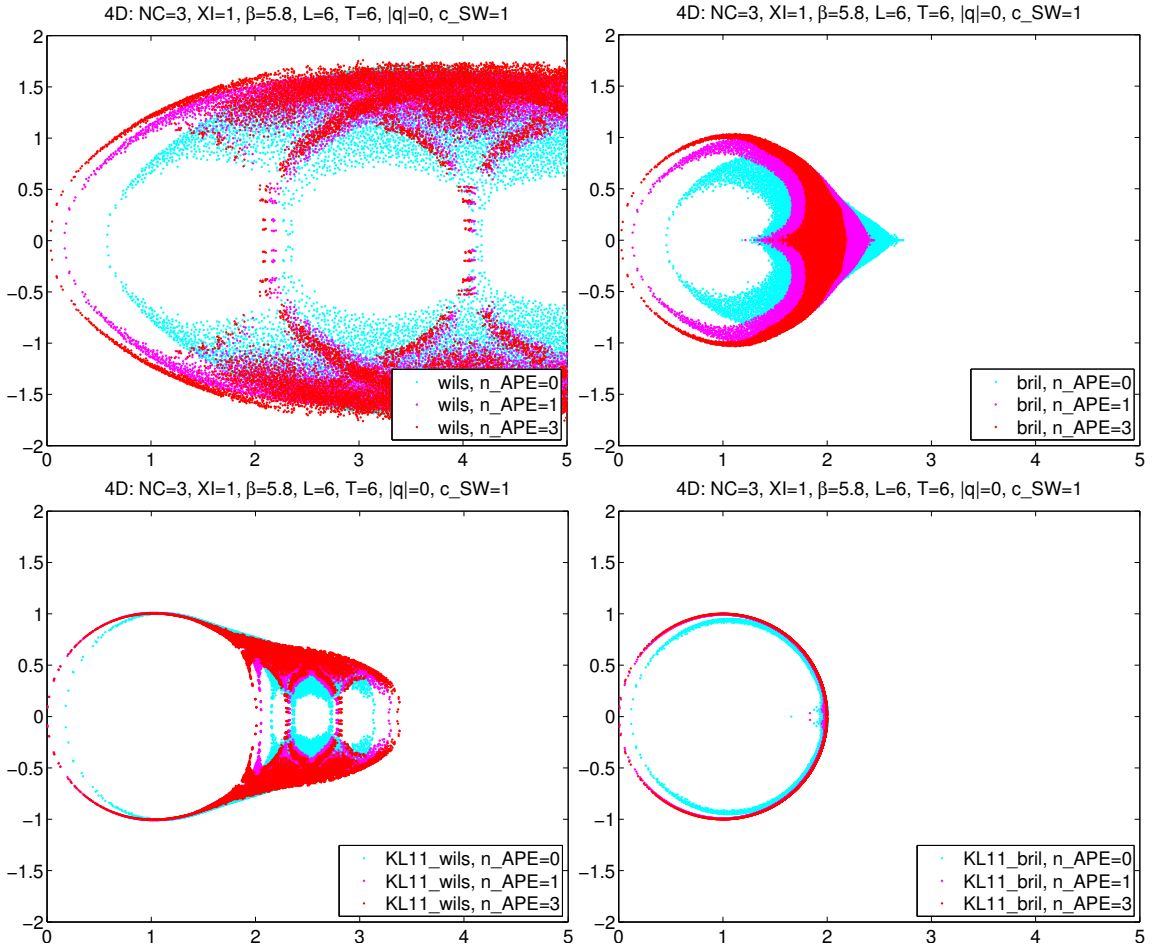 4D: NC=3, XI=1, β=5.8, L=6, T=6, |q|=0, c_SW=1
2
1.5
1
0.5
0
−0.5
−1
−1.5
−2
0 1 2 3 4 5
wils, n_APE=0
wils, n_APE=1
wils, n_APE=3
4D: NC=3, XI=1, β=5.8, L=6, T=6, |q|=0, c_SW=1
2
1.5
1
0.5
0
−0.5
−1
−1.5
−2
0 1 2 3 4 5
bril, n_APE=0
bril, n_APE=1
bril, n_APE=3
4D: NC=3, XI=1, β=5.8, L=6, T=6, |q|=0, c_SW=1
2
1.5
1
0.5
0
−0.5
−1
−1.5
−2
0 1 2 3 4 5
KL11_wils, n_APE=0
KL11_wils, n_APE=1
KL11_wils, n_APE=3
4D: NC=3, XI=1, β=5.8, L=6, T=6, |q|=0, c_SW=1
2
1.5
1
0.5
0
−0.5
−1
−1.5
−2
0 1 2 3 4 5
KL11_bril, n_APE=0
KL11_bril, n_APE=1
KL11_bril, n_APE=3